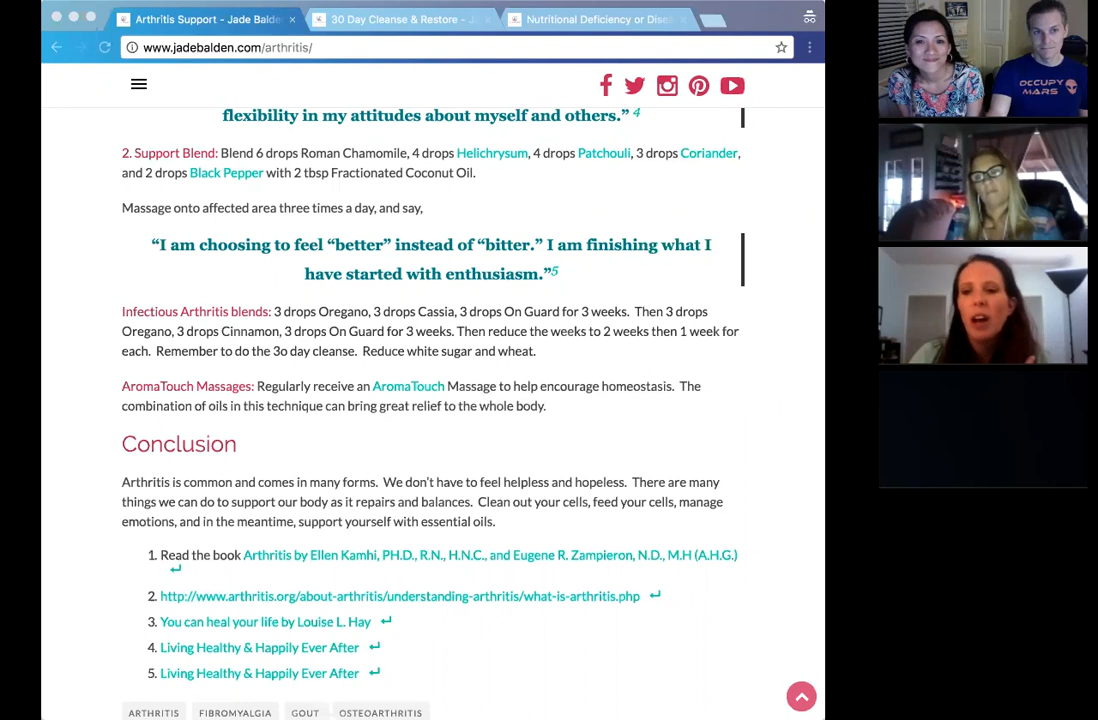 Arthritis Support - Jade Balde
30 Day Cleanse & Restore - J
Nutritional Deficiency or Dise
www.jadebalden.com/arthritis/
flexibility in my attitudes about myself and others.” 4
2. Support Blend: Blend 6 drops Roman Chamomile, 4 drops Helichrysum, 4 drops Patchouli, 3 drops Coriander,
and 2 drops Black Pepper with 2 tbsp Fractionated Coconut Oil.
Massage onto affected area three times a day, and say,
“I am choosing to feel “better” instead of “bitter.” I am finishing what I
have started with enthusiasm.”5
Infectious Arthritis blends: 3 drops Oregano, 3 drops Cassia, 3 drops On Guard for 3 weeks. Then 3 drops
Oregano, 3 drops Cinnamon, 3 drops On Guard for 3 weeks. Then reduce the weeks to 2 weeks then 1 week for
each. Remember to do the 3o day cleanse. Reduce white sugar and wheat.
AromaTouch Massages: Regularly receive an AromaTouch Massage to help encourage homeostasis. The
combination of oils in this technique can bring great relief to the whole body.
Conclusion
Arthritis is common and comes in many forms. We don't have to feel helpless and hopeless. There are many
things we can do to support our body as it repairs and balances. Clean out your cells, feed your cells, manage
emotions, and in the meantime, support yourself with essential oils.
1. Read the book Arthritis by Ellen Kamhi, PH.D., R.N., H.N.C., and Eugene R. Zampieron, N.D., M.H (A.H.G.)
↵
2. http://www.arthritis.org/about-arthritis/understanding-arthritis/what-is-arthritis.php ↵
3. You can heal your life by Louise L. Hay ↵
4. Living Healthy & Happily Ever After ↵
5. Living Healthy & Happily Ever After ↵
ARTHRITIS FIBROMYALGIA GOUT OSTEOARTHRITIS
OCCUPY
MARS